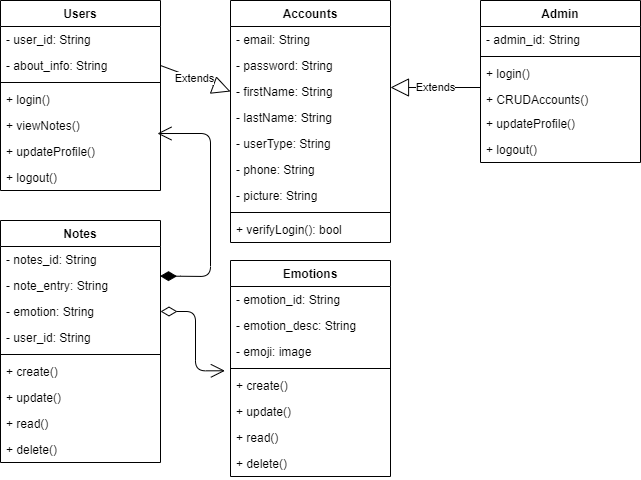 Users
- user_id: String
- about_info: String
+ login()
+ viewNotes()
+ updateProfile()
+ logout()
Extends
Accounts
- email: String
- password: String
- firstName: String
- lastName: String
- userType: String
- phone: String
- picture: String
+ verifyLogin(): bool
Extends
Admin
- admin_id: String
+ login()
+ CRUDAccounts()
+ updateProfile()
+ logout()
Notes
- notes_id: String
- note_entry: String
- emotion: String
- user_id: String
+ create()
+ update()
+ read()
+ delete()
Emotions
- emotion_id: String
- emotion_desc: String
- emoji: image
+ create()
+ update()
+ read()
+ delete()